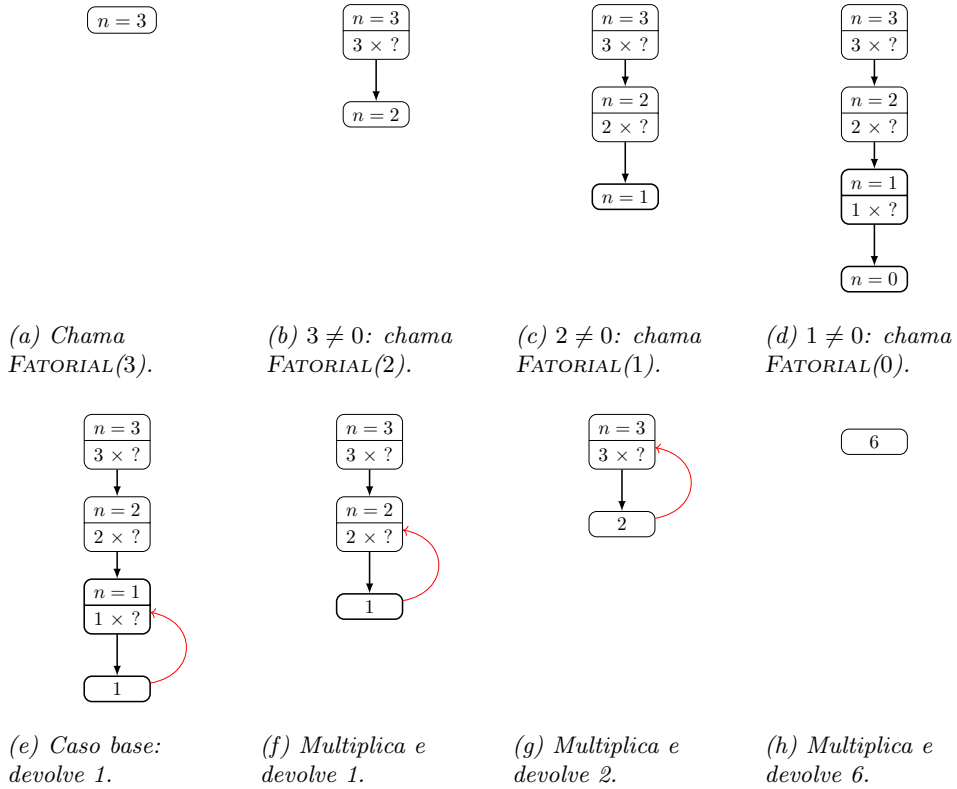 n = 3
n = 3
3 × ?
n = 2
n = 3
3 × ?
n = 2
2 × ?
n = 1
n = 3
3 × ?
n = 2
2 × ?
n = 1
1 × ?
n = 0
(a) Chama
FATORIAL(3).
(b) 3 ≠ 0: chama
FATORIAL(2).
(c) 2 ≠ 0: chama
FATORIAL(1).
(d) 1 ≠ 0: chama
FATORIAL(0).
n = 3
3 × ?
n = 2
2 × ?
n = 1
1 × ?
1
n = 3
3 × ?
n = 2
2 × ?
1
n = 3
3 × ?
2
6
(e) Caso base:
devolve 1.
(f) Multiplica e
devolve 1.
(g) Multiplica e
devolve 2.
(h) Multiplica e
devolve 6.